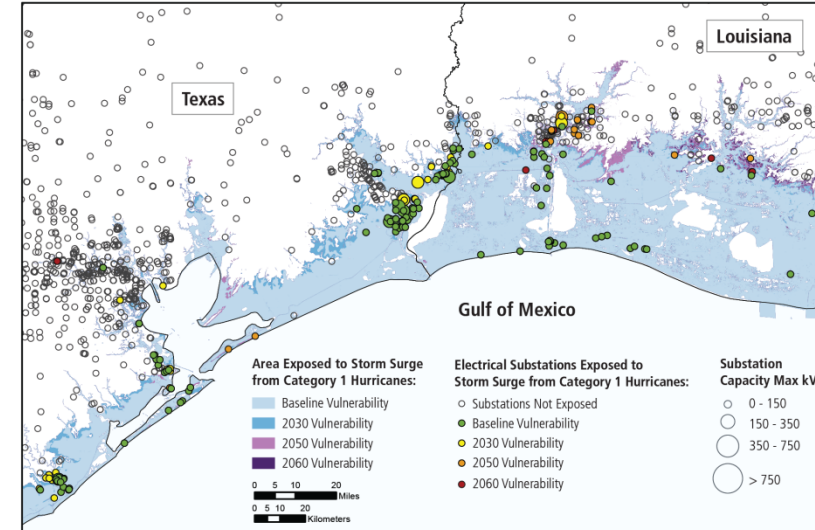 Louisiana
Texas
Gulf of Mexico
Area Exposed to Storm Surge
from Category 1 Hurricanes:
Baseline Vulnerability
2030 Vulnerability
2050 Vulnerability
2060 Vulnerability
0 5 10 20
Miles
0 5 10 20
Kilometers
Electrical Substations Exposed to
Storm Surge from Category 1 Hurricanes:
Substations Not Exposed
Baseline Vulnerability
2030 Vulnerability
2050 Vulnerability
2060 Vulnerability
Substation
Capacity Max kV
0 - 150
150 - 350
350 - 750
> 750